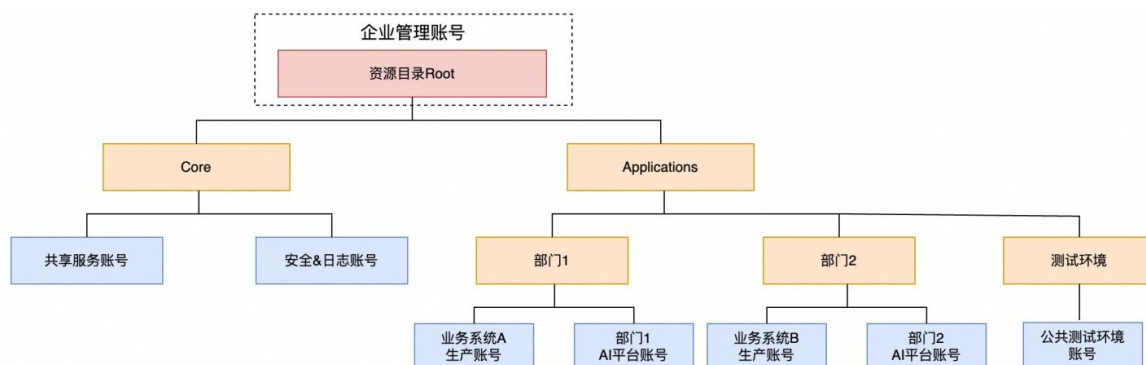 企业管理账号
资源目录Root
Core
Applications
共享服务账号
安全&日志账号
部门1
部门2
测试环境
业务系统A
生产账号
部门1
AI平台账号
业务系统B
生产账号
部门2
AI平台账号
公共测试环境
账号